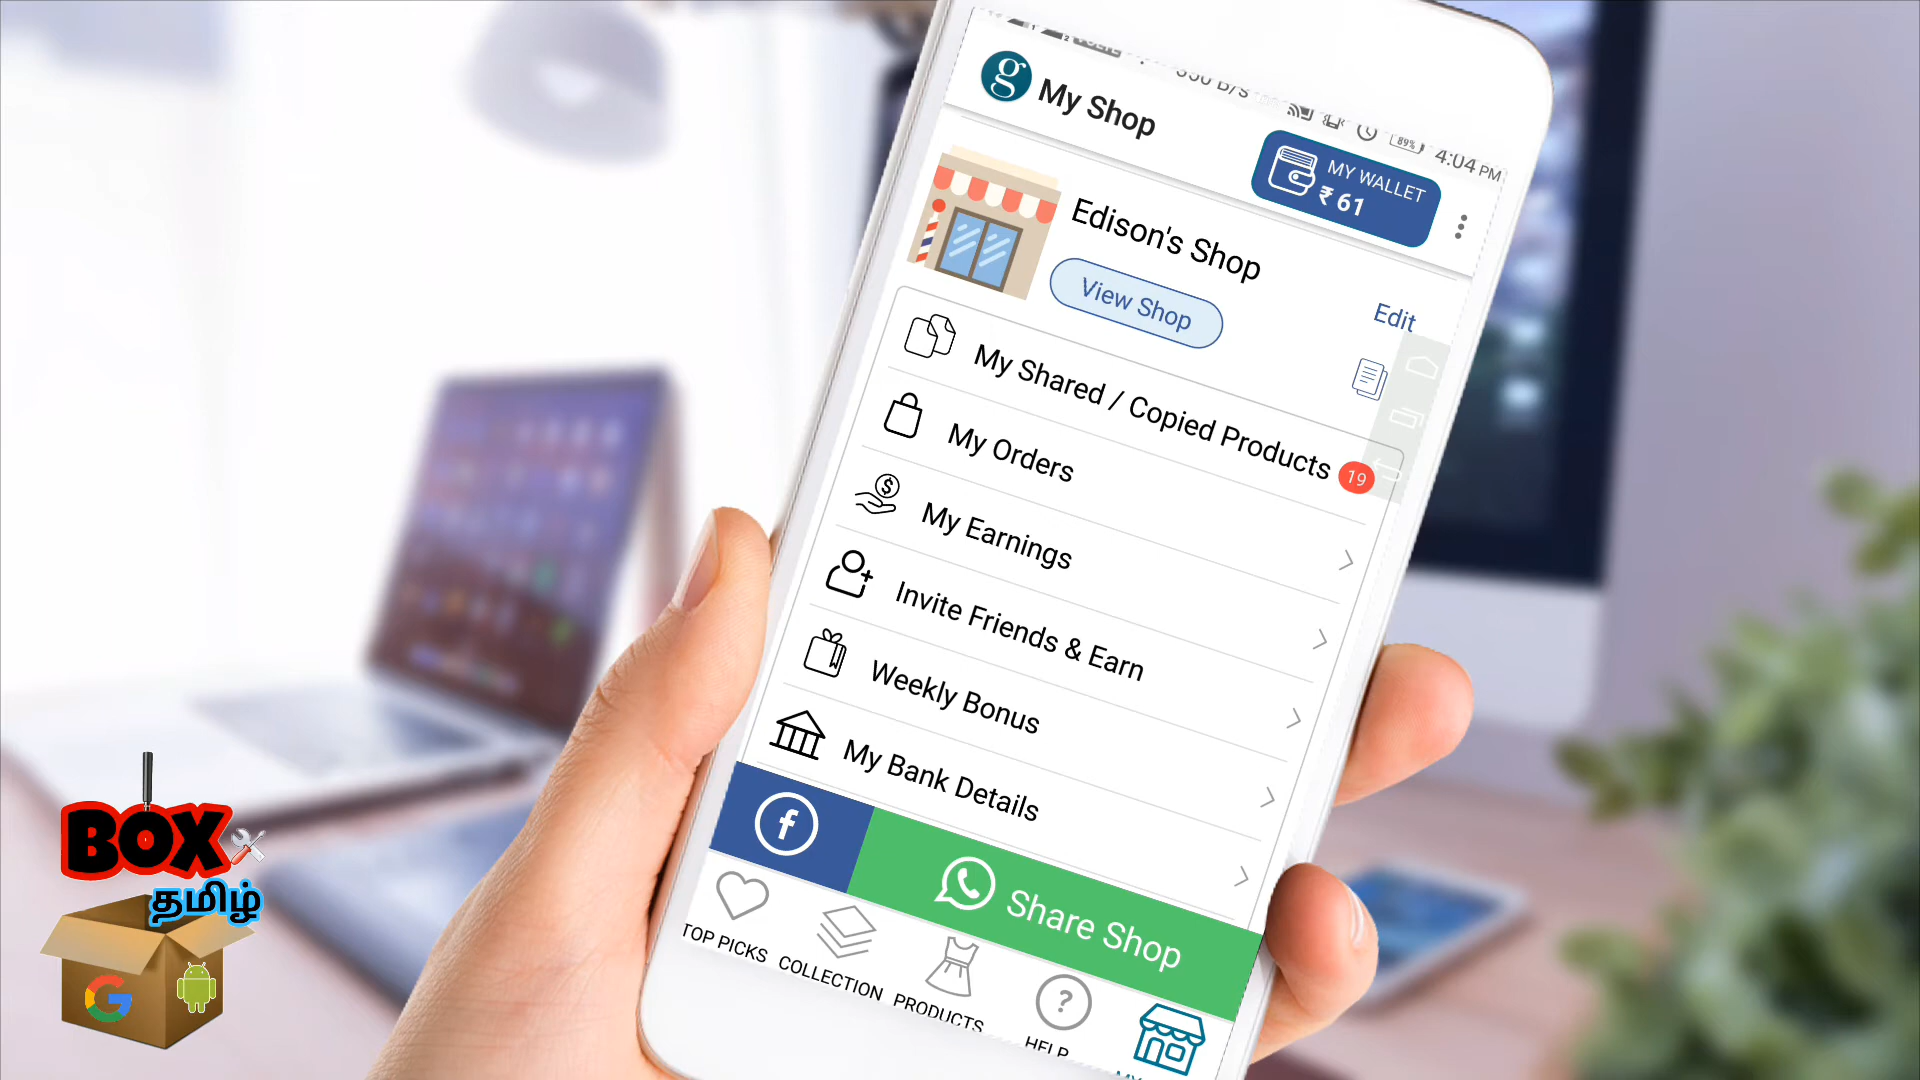 g My Shop
4:04 PM
89%
MY WALLET
₹ 61
Edison's Shop
View Shop
Edit
My Shared / Copied Products 19
My Orders
My Earnings
Invite Friends & Earn
Weekly Bonus
My Bank Details
f Share Shop
TOP PICKS
COLLECTION
PRODUCTS
HELP
?
BOX
தமிழ்
G